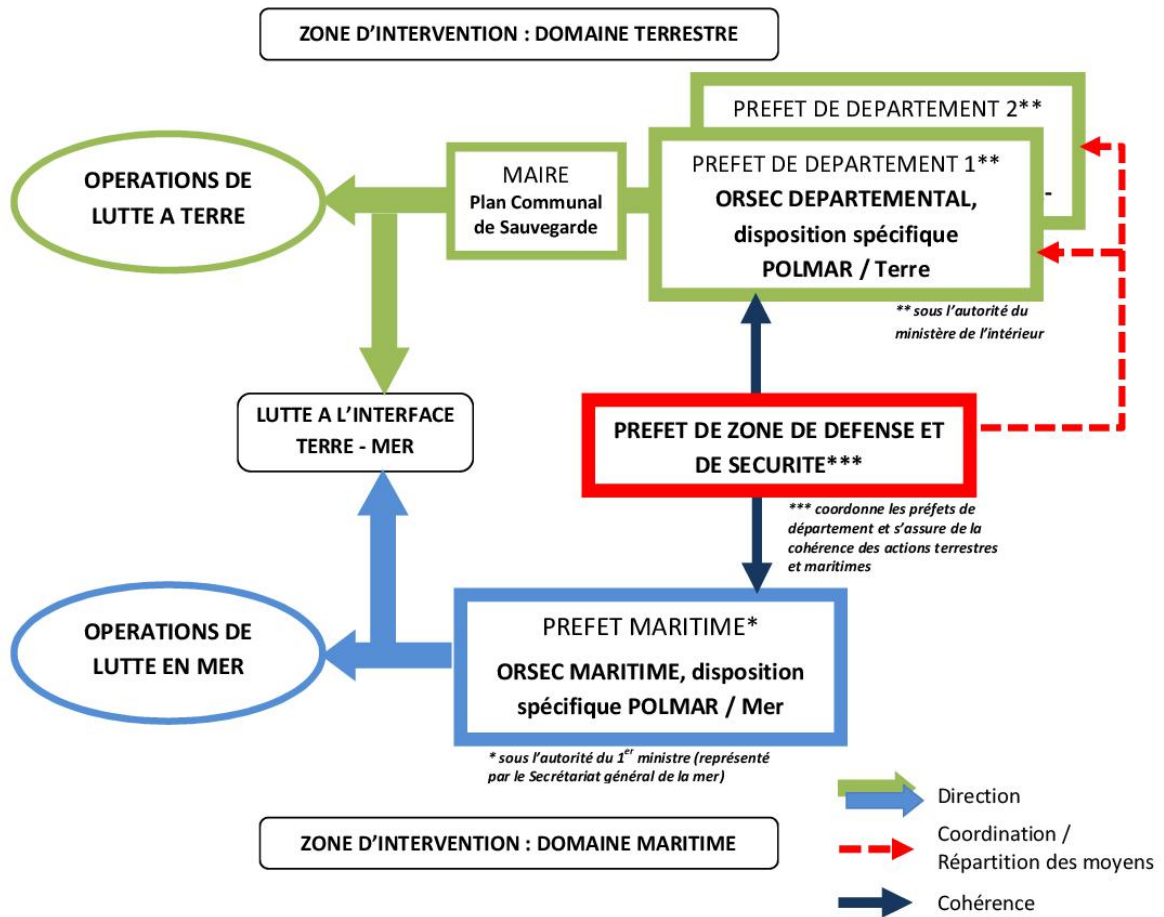 ZONE D'INTERVENTION : DOMAINE TERRESTRE
PREFET DE DEPARTEMENT 2**
PREFET DE DEPARTEMENT 1**
ORSEC DEPARTEMENTAL,
disposition spécifique
POLMAR / Terre
-
MAIRE
Plan Communal
de Sauvegarde
OPERATIONS DE
LUTTE A TERRE
** sous l'autorité du
ministère de l'intérieur
LUTTE A L'INTERFACE
TERRE - MER
PREFET DE ZONE DE DEFENSE ET
DE SECURITE***
*** coordonne les préfets de
département et s'assure de la
cohérence des actions terrestres
et maritimes
OPERATIONS DE
LUTTE EN MER
PREFET MARITIME*
ORSEC MARITIME, disposition
spécifique POLMAR / Mer
* sous l'autorité du 1er ministre (représenté
par le Secrétariat général de la mer)
ZONE D'INTERVENTION : DOMAINE MARITIME
Direction
Coordination /
Répartition des moyens
Cohérence